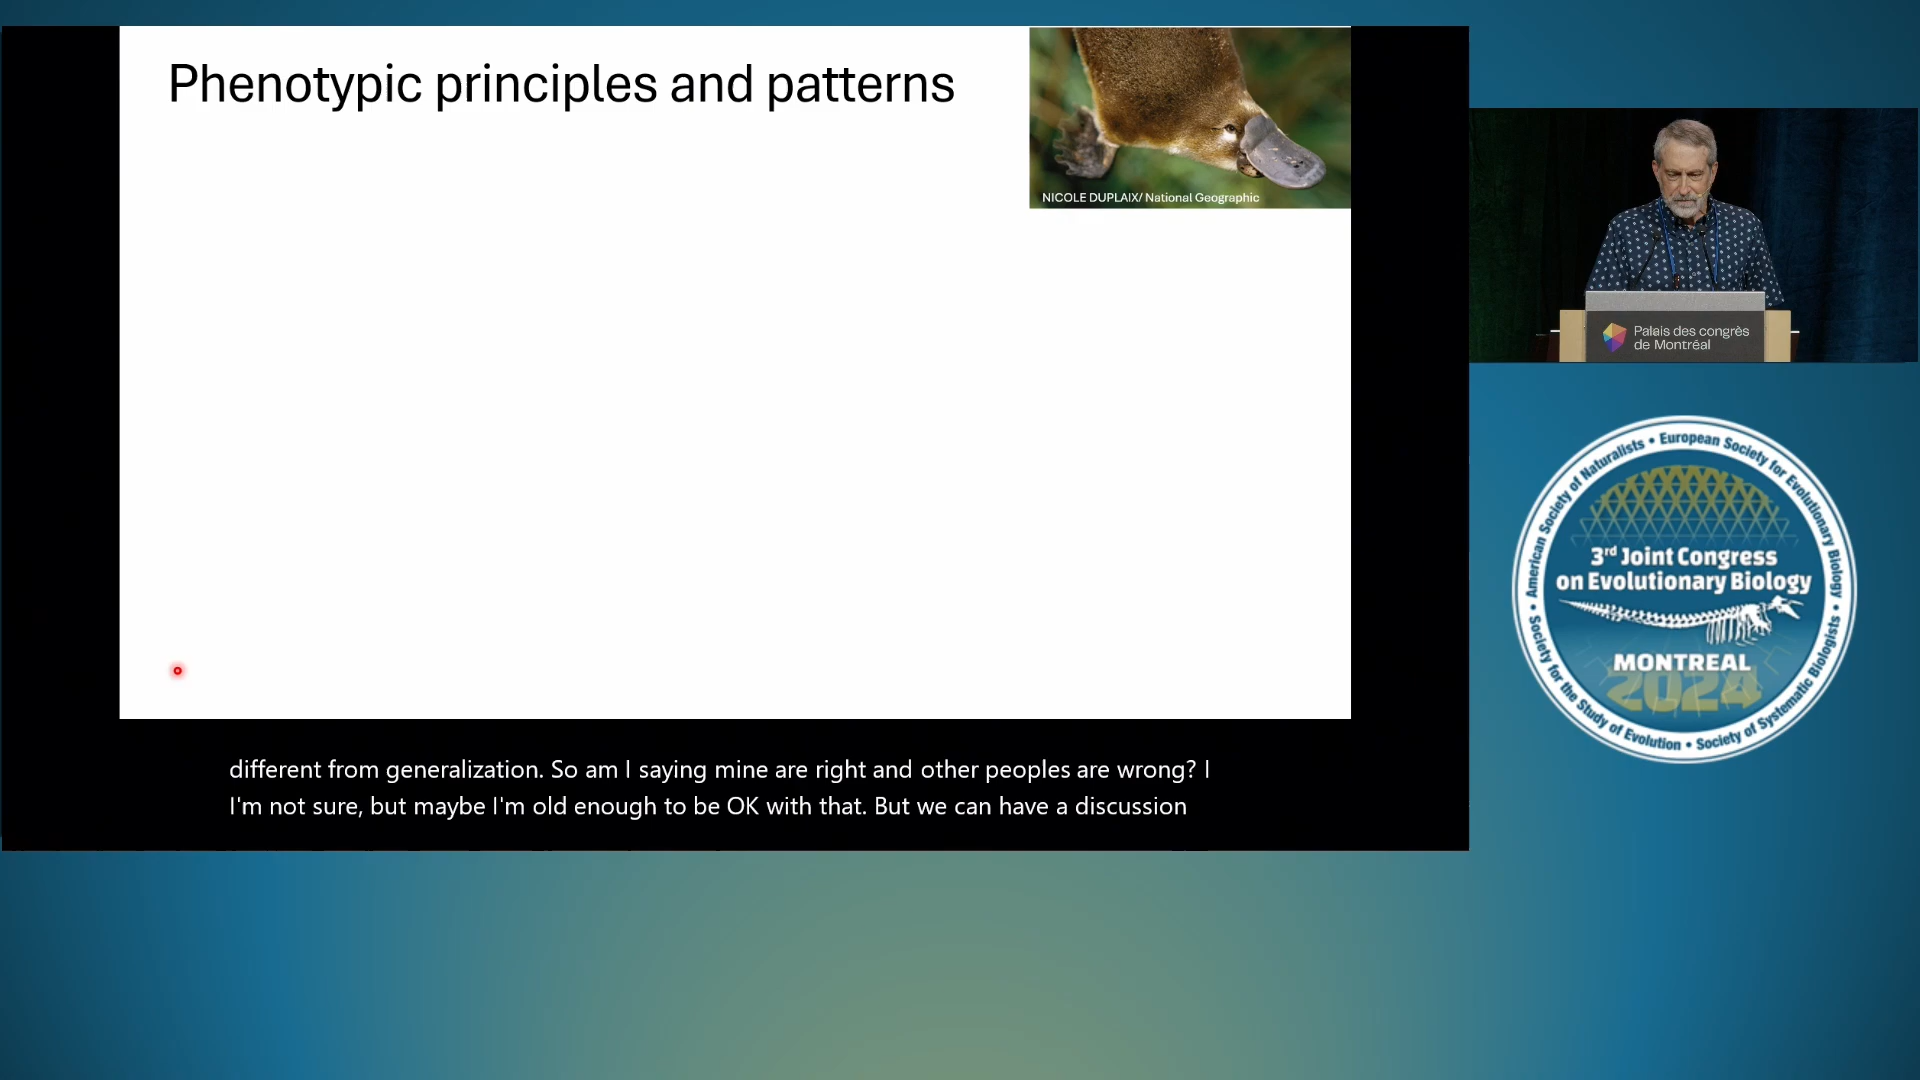 Phenotypic principles and patterns
NICOLE DUPLAIX/ National Geographic
Palais des congrès
de Montréal
American Society of Naturalists • European Society for Evolutionary Biology •
Society for the Study of Evolution • Society of Systematic Biologists •
3rd Joint Congress
on Evolutionary Biology
MONTREAL
2024
different from generalization. So am I saying mine are right and other peoples are wrong? I
I'm not sure, but maybe I'm old enough to be OK with that. But we can have a discussion